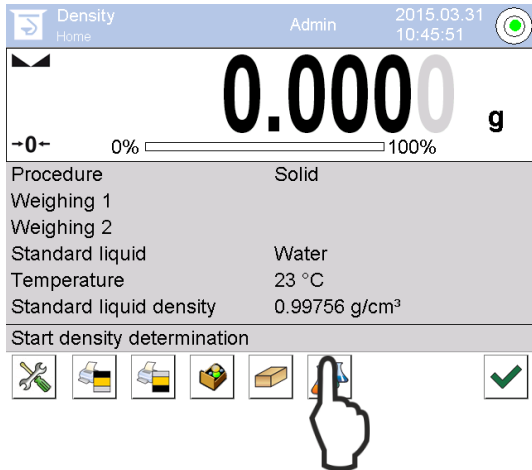 Density Admin 2015.03.31
Home 10:45:51
0.0000 g
→0← 0% 100%
Procedure Solid
Weighing 1
Weighing 2
Standard liquid Water
Temperature 23 °C
Standard liquid density 0.99756 g/cm³
Start density determination